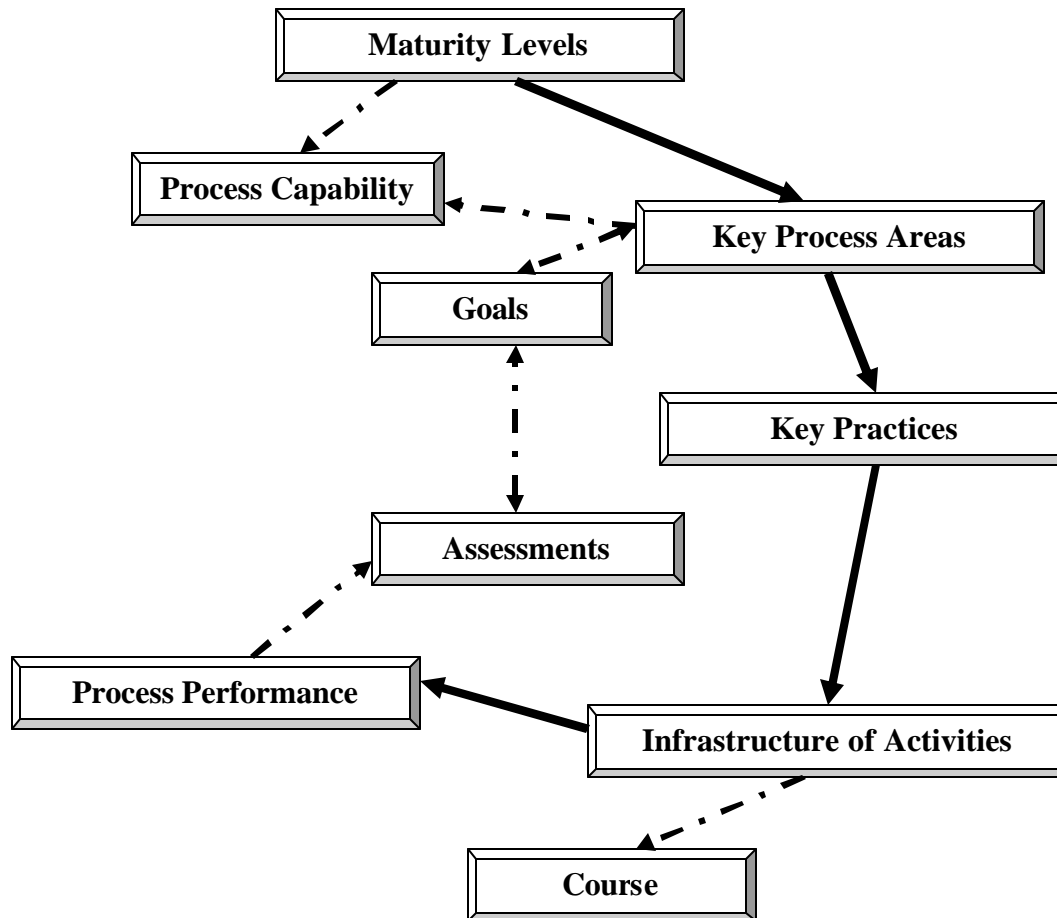 Maturity Levels
Process Capability
Key Process Areas
Goals
Key Practices
Assessments
Process Performance
Infrastructure of Activities
Course